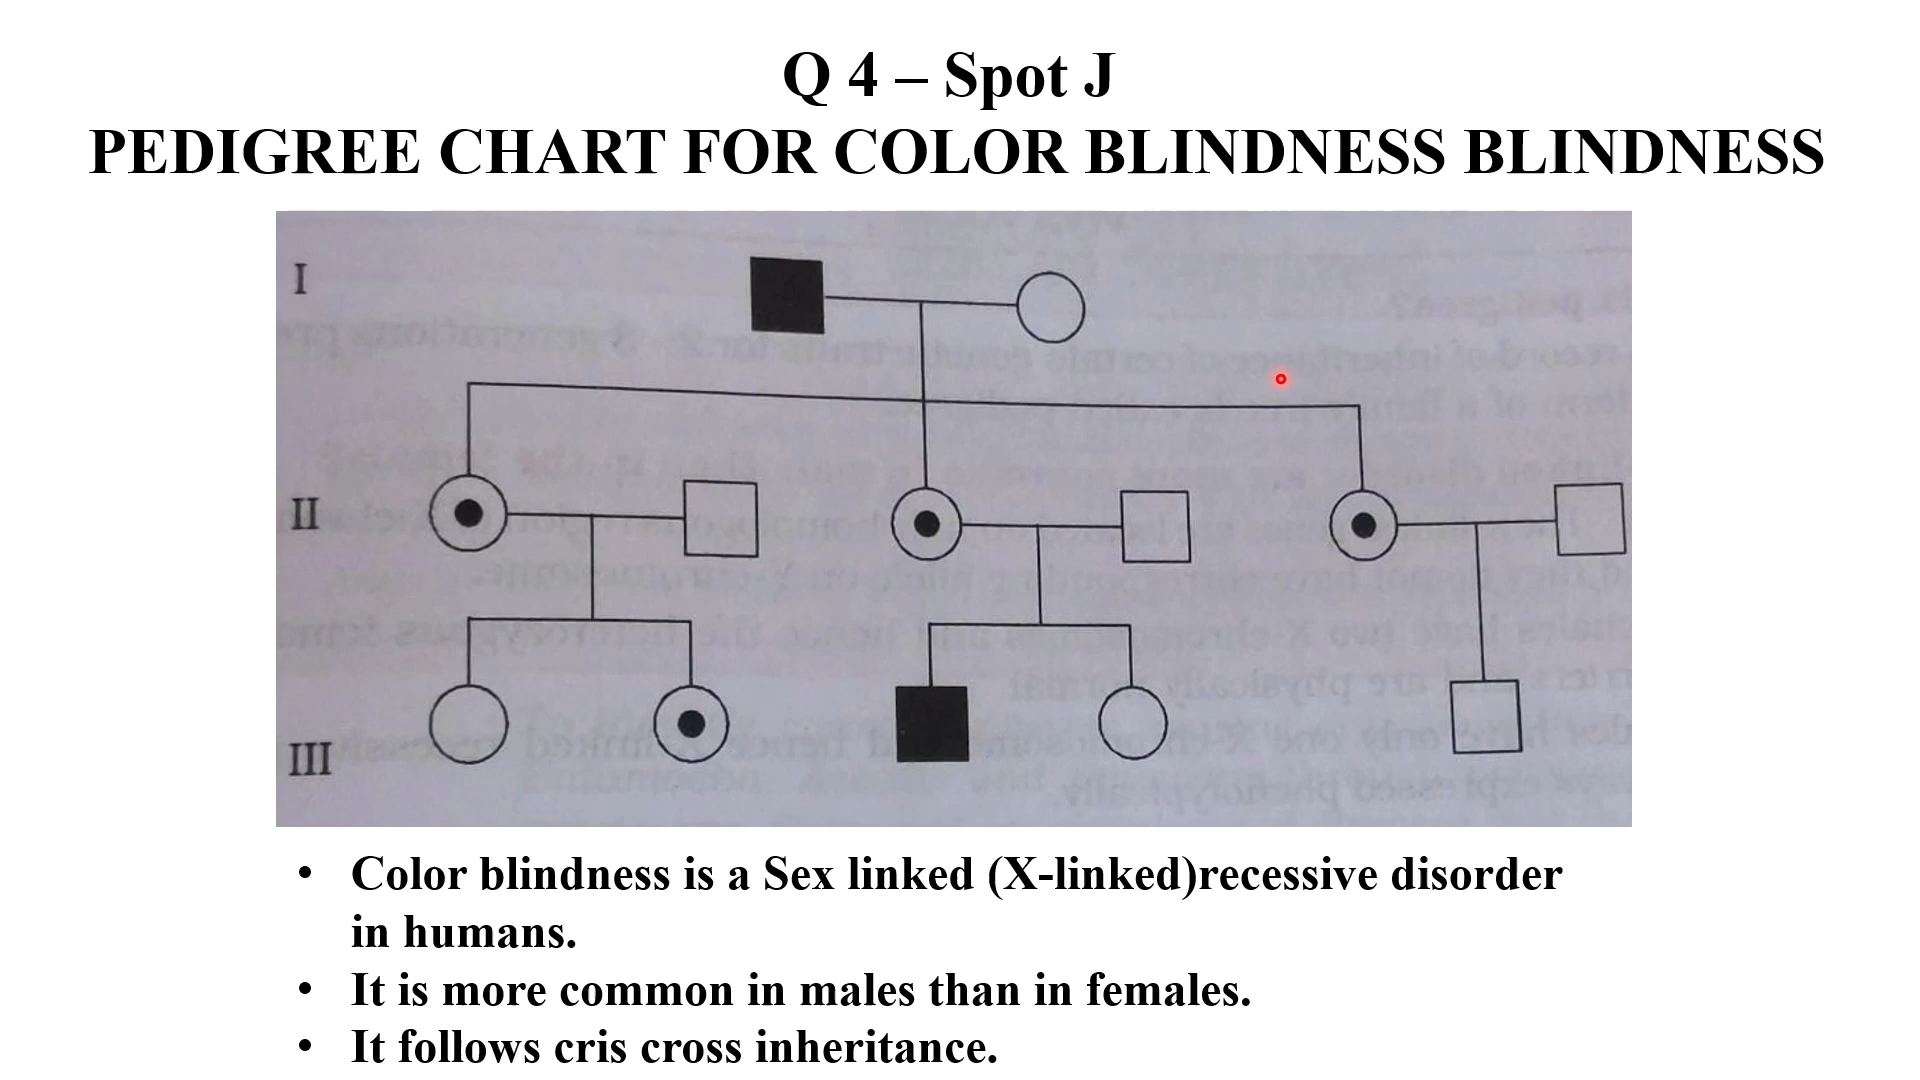 Q 4 – Spot J
PEDIGREE CHART FOR COLOR BLINDNESS BLINDNESS
I
II
III
• Color blindness is a Sex linked (X-linked)recessive disorder
in humans.
• It is more common in males than in females.
• It follows cris cross inheritance.